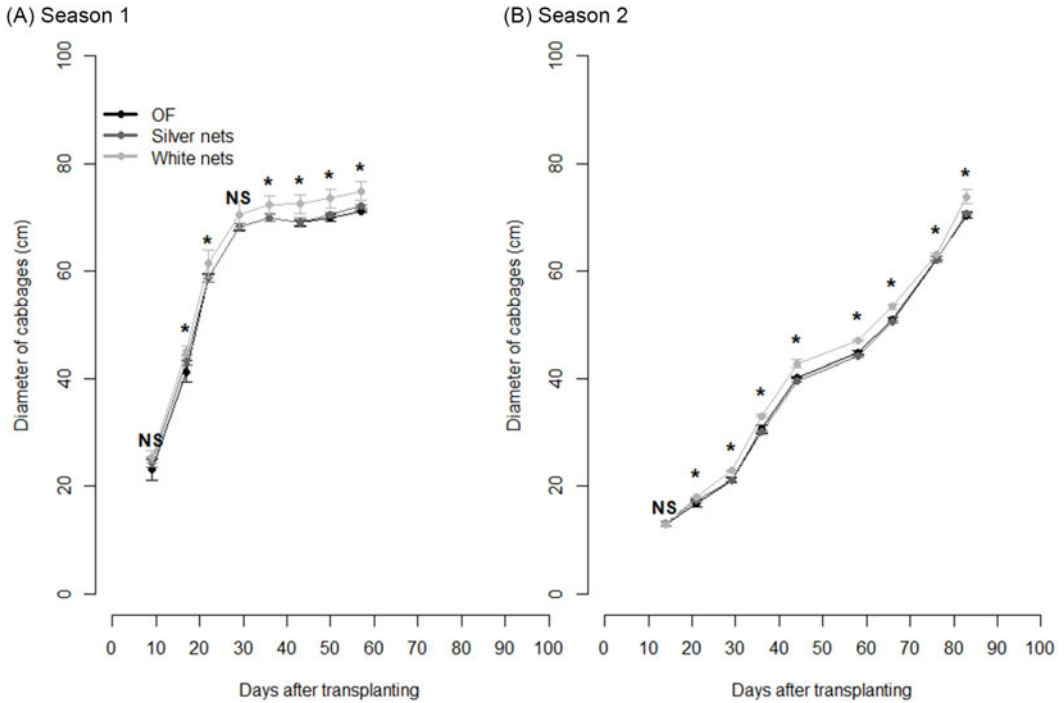 (A) Season 1
(B) Season 2
100
80
60
40
20
0
Diameter of cabbages (cm)
OF
Silver nets
White nets
NS
*
*
NS
*
*
*
*
0 10 20 30 40 50 60 70 80 90 100
Days after transplanting
100
80
60
40
20
0
Diameter of cabbages (cm)
NS
*
*
*
*
*
*
*
*
0 10 20 30 40 50 60 70 80 90 100
Days after transplanting